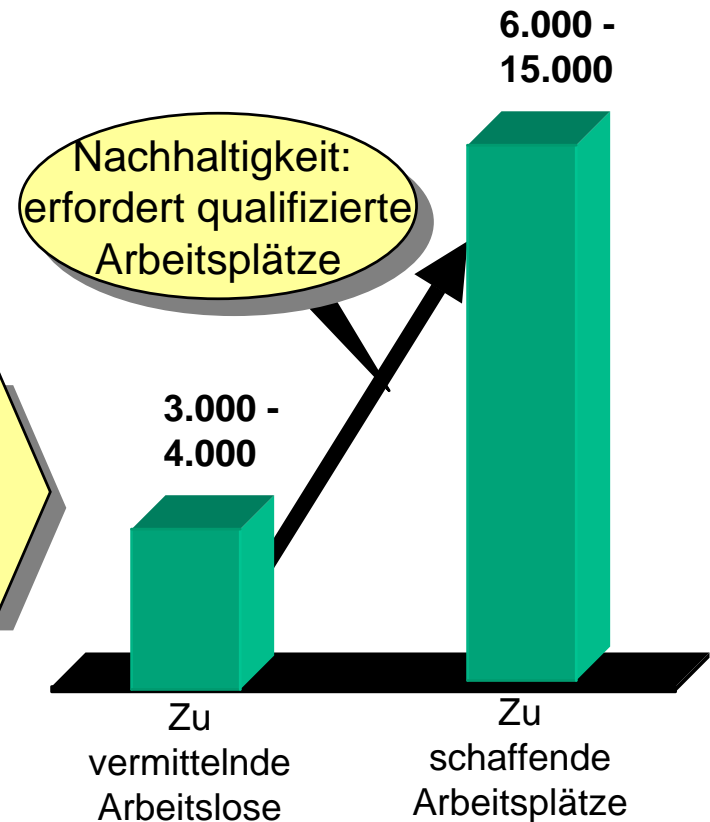 6.000 -
15.000
Nachhaltigkeit:
erfordert qualifizierte
Arbeitsplätze
3.000 -
4.000
Zu
vermittelnde
Arbeitslose
Zu
schaffende
Arbeitsplätze